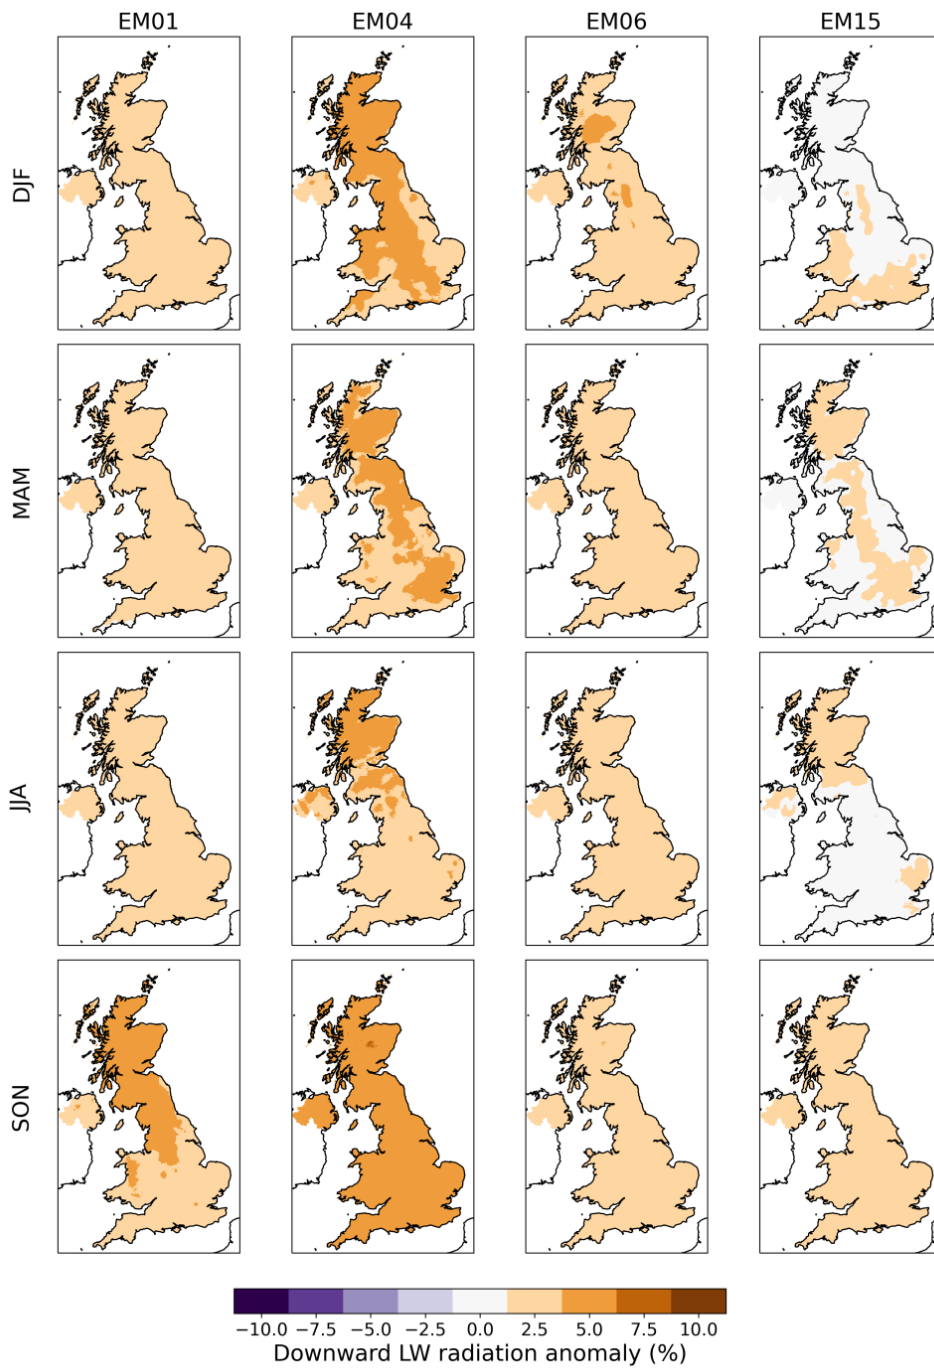 EM01 EM04 EM06 EM15
DJF
MAM
JJA
SON
−10.0 −7.5 −5.0 −2.5 0.0 2.5 5.0 7.5 10.0
Downward LW radiation anomaly (%)